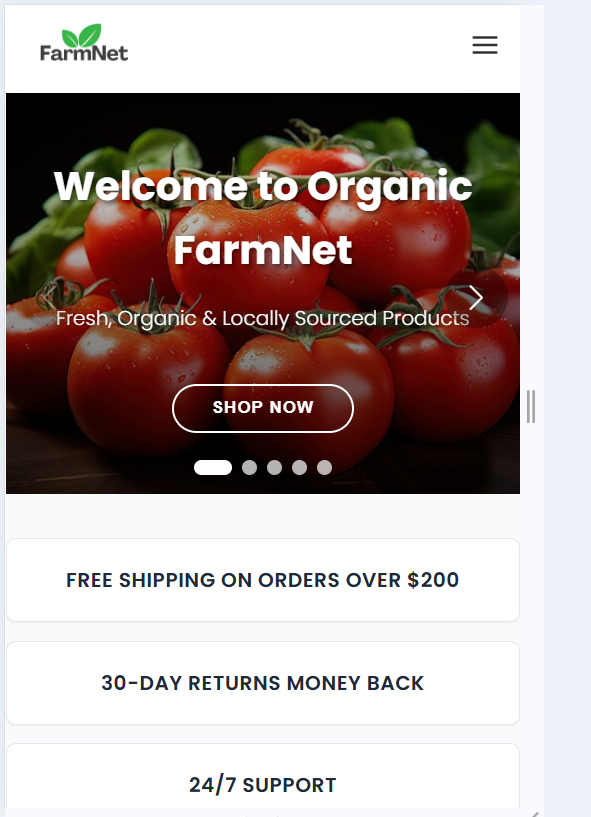 FarmNet
Welcome to Organic
FarmNet
Fresh, Organic & Locally Sourced Products
SHOP NOW
FREE SHIPPING ON ORDERS OVER $200
30-DAY RETURNS MONEY BACK
24/7 SUPPORT